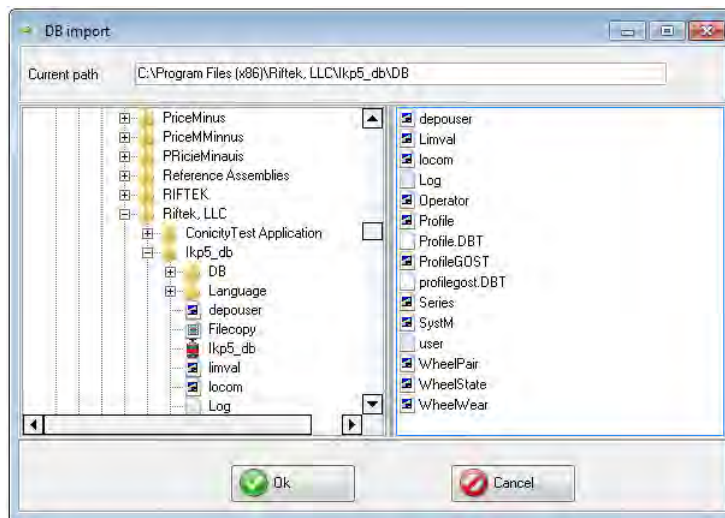 DB import
Current path C:\Program Files (x86)\Riftek, LLC\Ikp5_db\DB
PriceMinus
PriceMMinnus
PRicieMinauis
Reference Assemblies
RIFTEK
Riftek, LLC
ConicityTest Application
Ikp5_db
DB
Language
depouser
Filecopy
Ikp5_db
limval
locom
Log
depouser
Limval
locom
Log
Operator
Profile
Profile.DBT
ProfileGOST
profilegost.DBT
Series
SystM
user
WheelPair
WheelState
WheelWear
Ok
Cancel